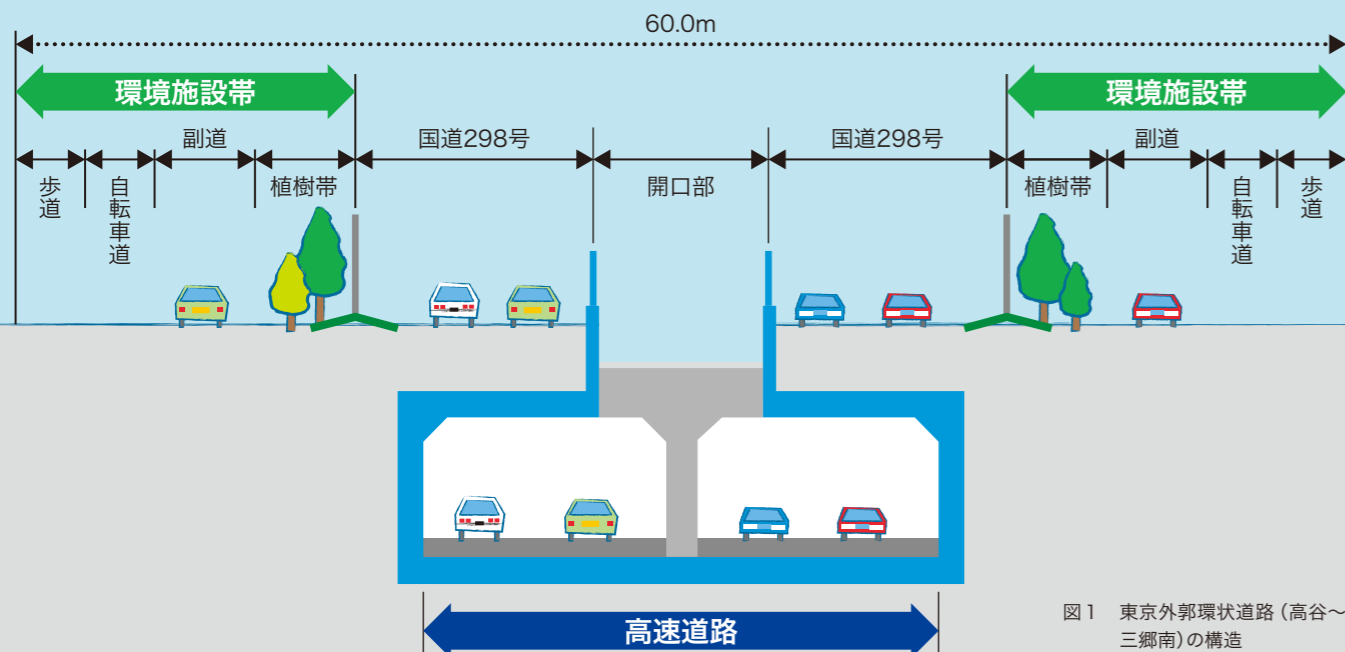 60.0m
環境施設帯
環境施設帯
副道
国道298号
国道298号
副道
歩道
自転車道
植樹帯
開口部
植樹帯
自転車道
歩道
高速道路
図1 東京外郭環状道路(高谷～
三郷南)の構造